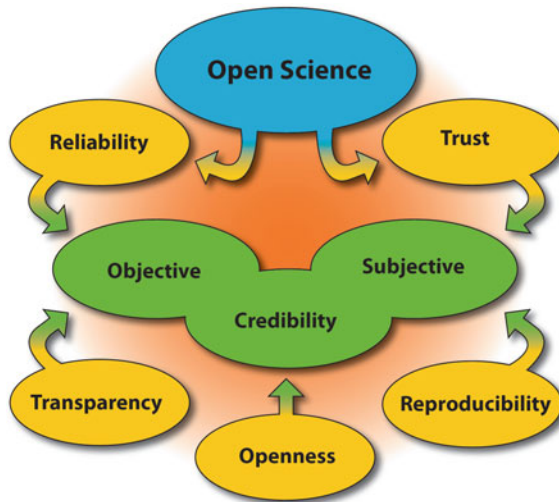 Open Science
Reliability
Trust
Objective
Subjective
Credibility
Transparency
Reproducibility
Openness